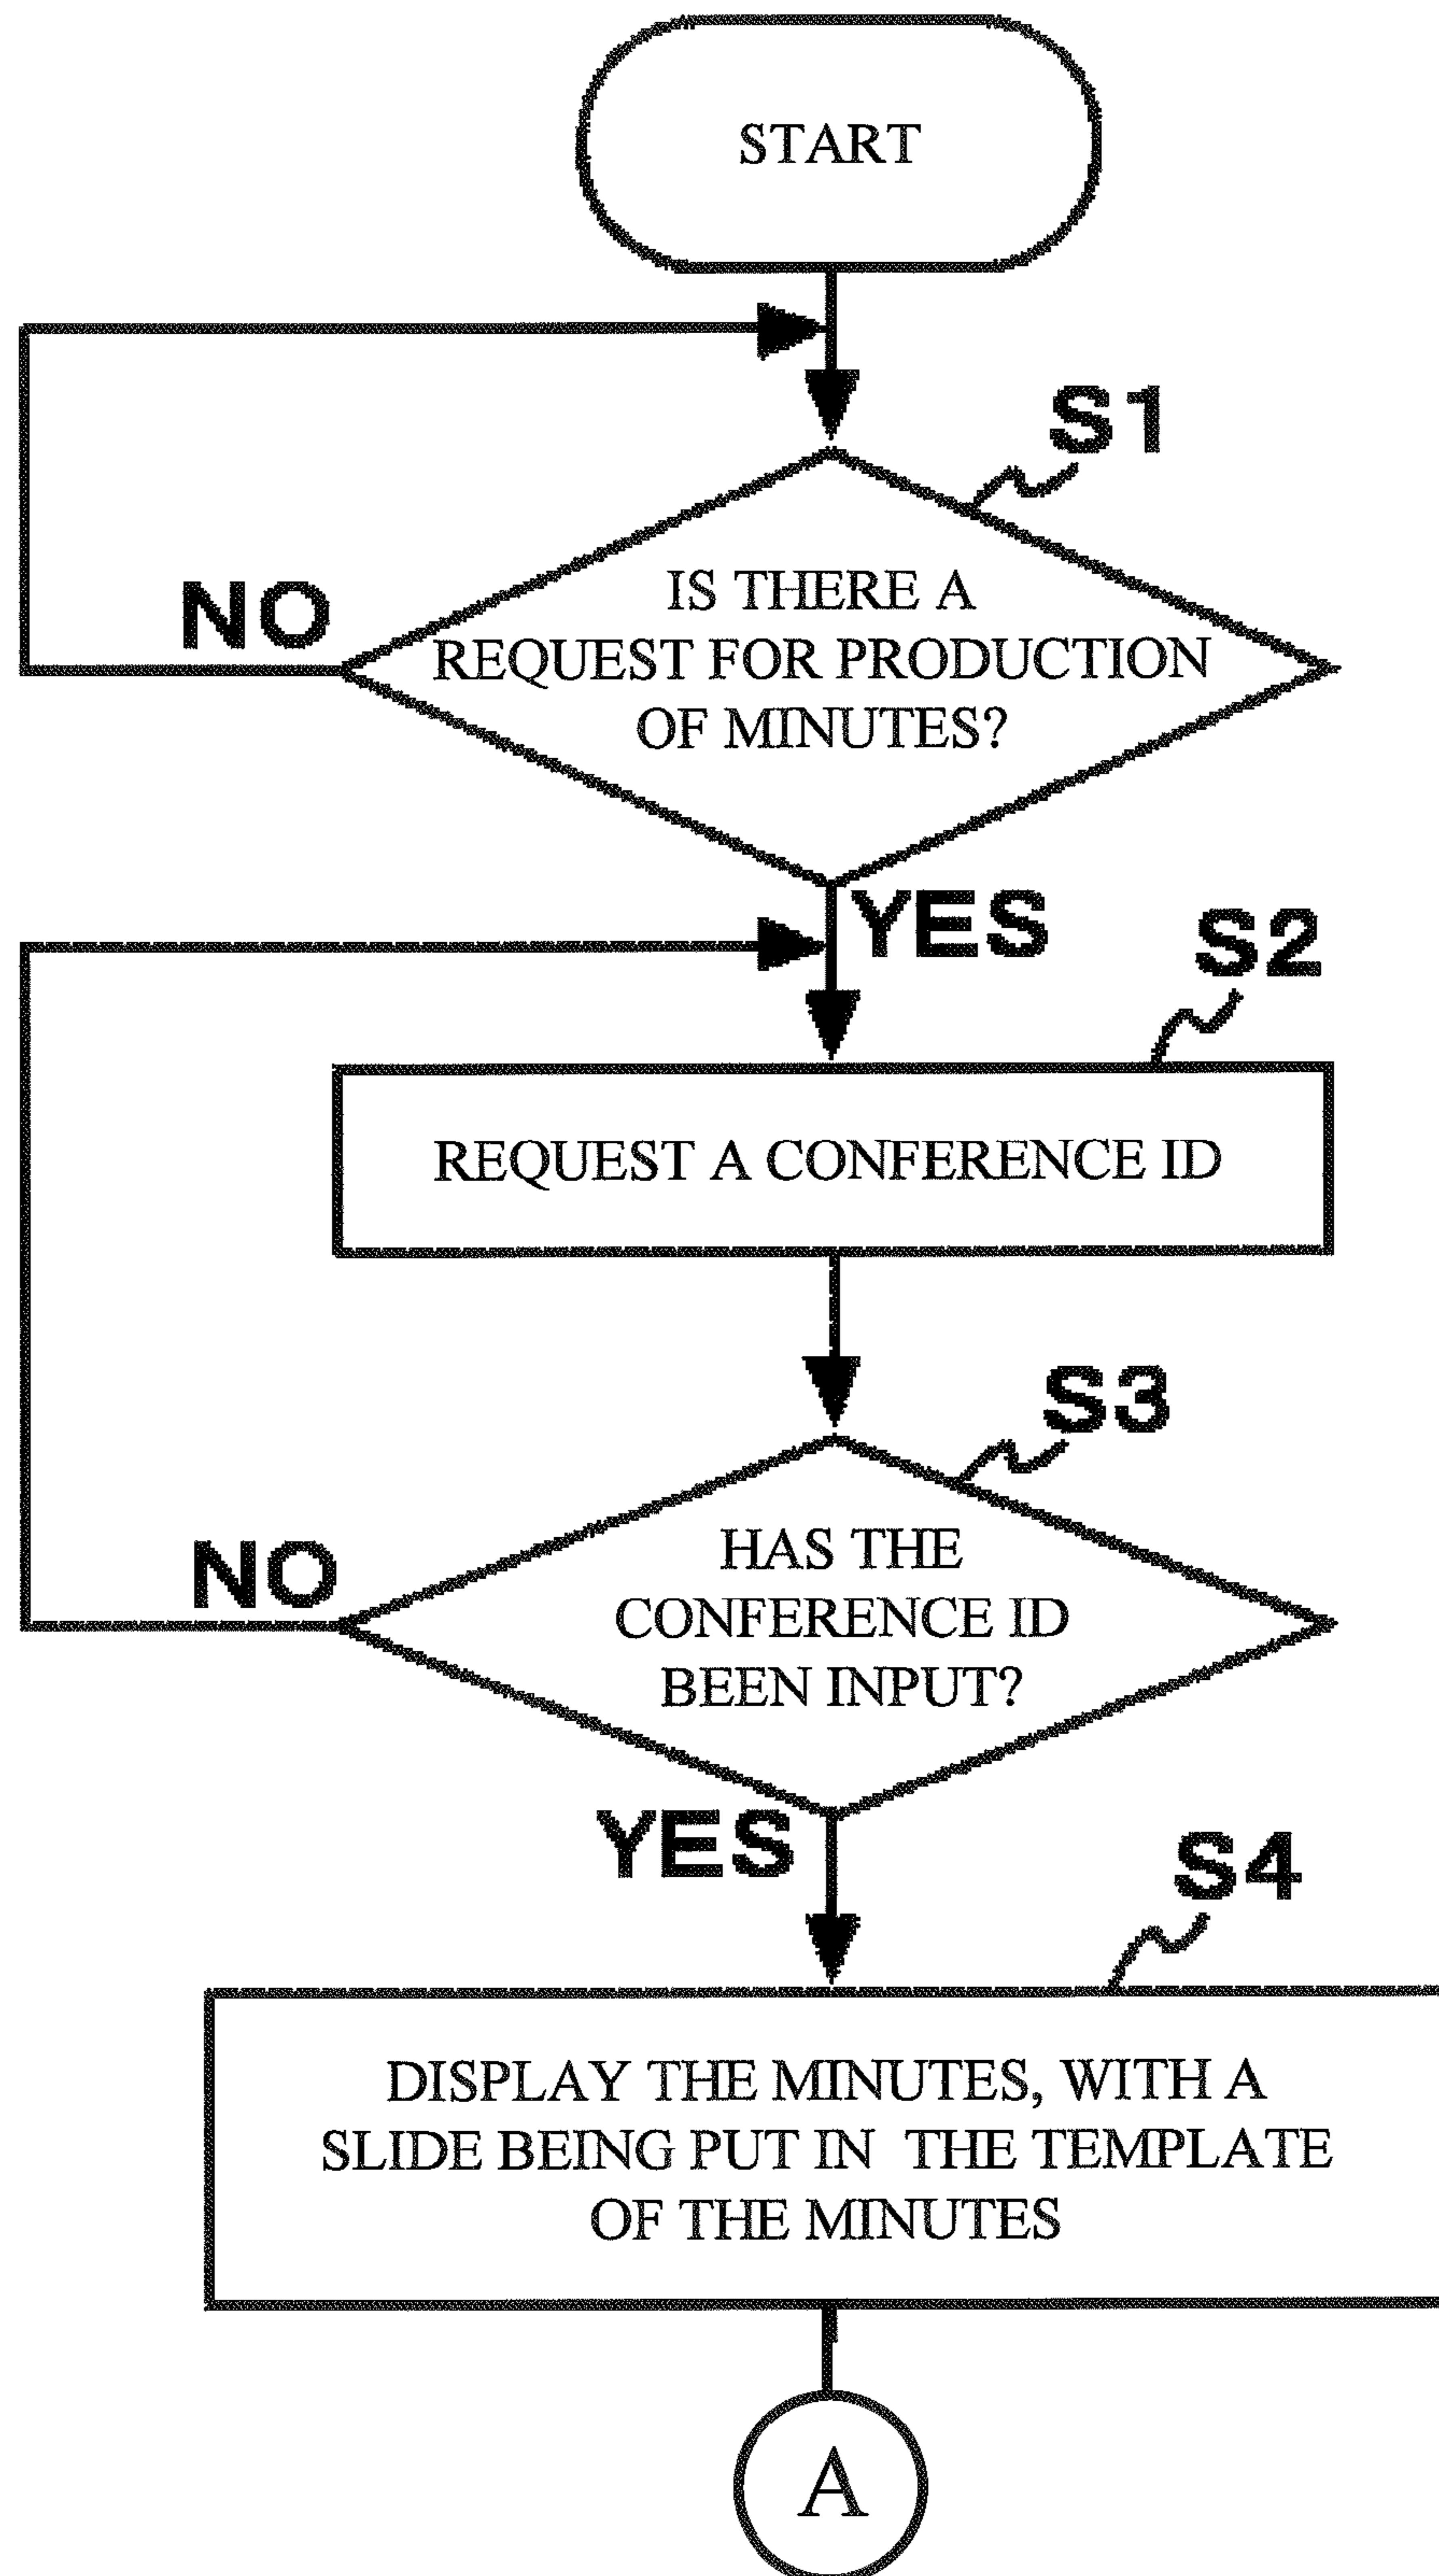 START
S1
NO
IS THERE A
REQUEST FOR PRODUCTION
OF MINUTES?
YES
S2
REQUEST A CONFERENCE ID
S3
NO
HAS THE
CONFERENCE ID
BEEN INPUT?
YES
S4
DISPLAY THE MINUTES, WITH A
SLIDE BEING PUT IN THE TEMPLATE
OF THE MINUTES
A